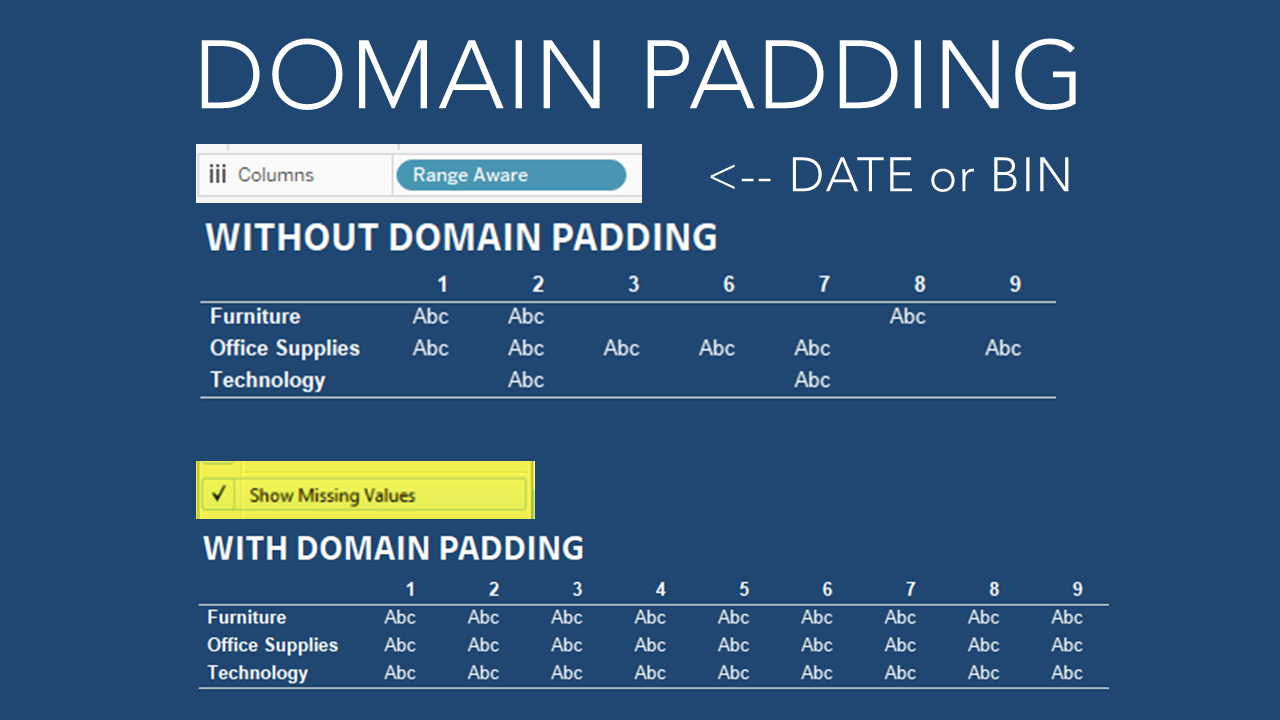 DOMAIN PADDING
Columns Range Aware <-- DATE or BIN
WITHOUT DOMAIN PADDING
1 2 3 6 7 8 9
Furniture Abc Abc Abc
Office Supplies Abc Abc Abc Abc Abc Abc
Technology Abc Abc
✓ Show Missing Values
WITH DOMAIN PADDING
1 2 3 4 5 6 7 8 9
Furniture Abc Abc Abc Abc Abc Abc Abc Abc Abc
Office Supplies Abc Abc Abc Abc Abc Abc Abc Abc Abc
Technology Abc Abc Abc Abc Abc Abc Abc Abc Abc